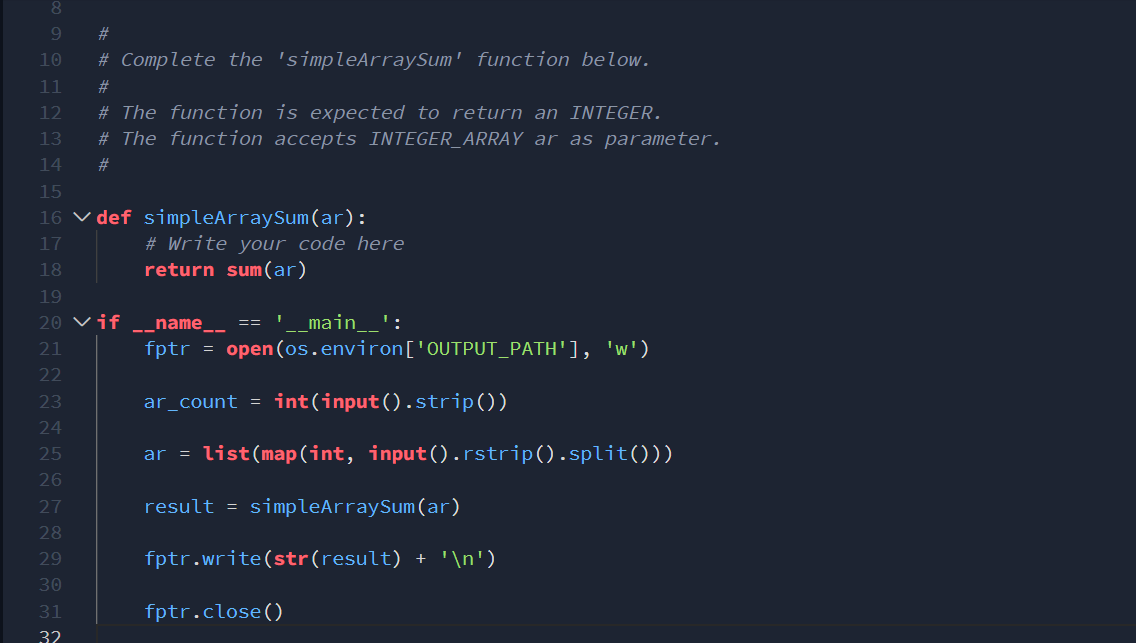 8
9 #
10 # Complete the 'simpleArraySum' function below.
11 #
12 # The function is expected to return an INTEGER.
13 # The function accepts INTEGER_ARRAY ar as parameter.
14 #
15
16 def simpleArraySum(ar):
17     # Write your code here
18     return sum(ar)
19
20 if __name__ == '__main__':
21     fptr = open(os.environ['OUTPUT_PATH'], 'w')
22
23     ar_count = int(input().strip())
24
25     ar = list(map(int, input().rstrip().split()))
26
27     result = simpleArraySum(ar)
28
29     fptr.write(str(result) + '\n')
30
31     fptr.close()
32